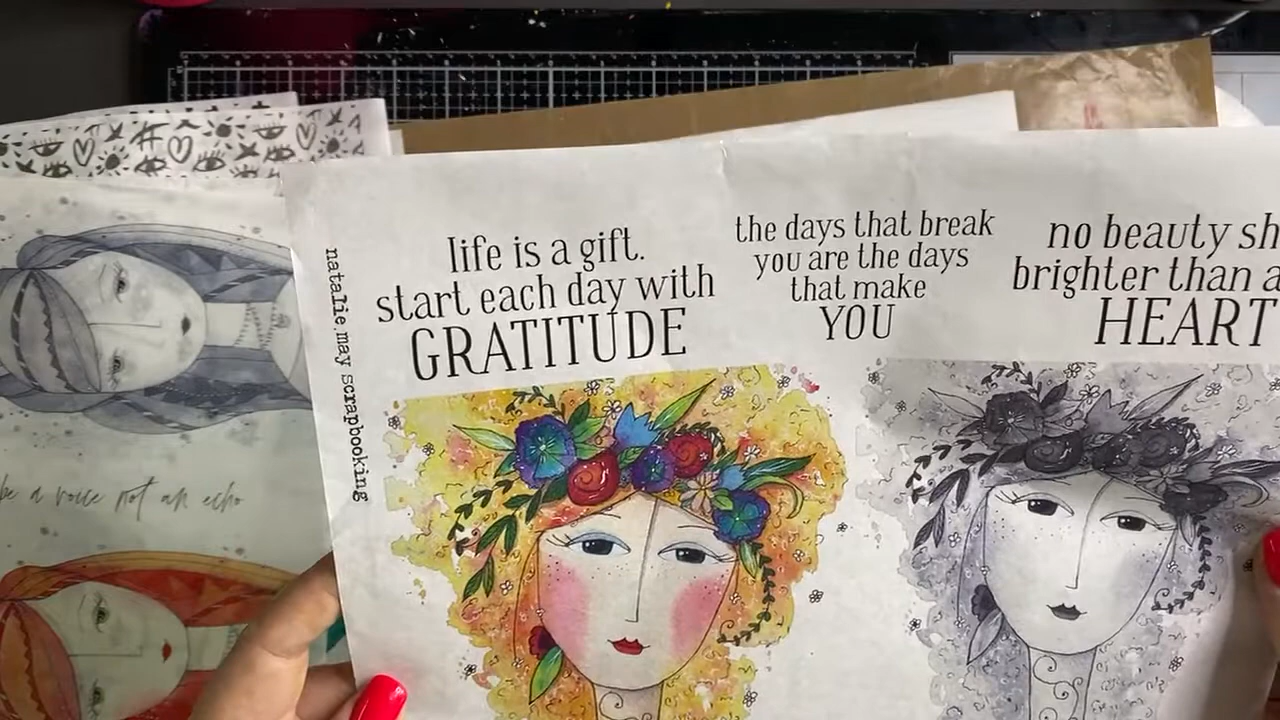 life is a gift.
start each day with
GRATITUDE
the days that break
you are the days
that make
YOU
no beauty sh
brighter than a
HEART
natalie may scrapbooking
be a voice not an echo